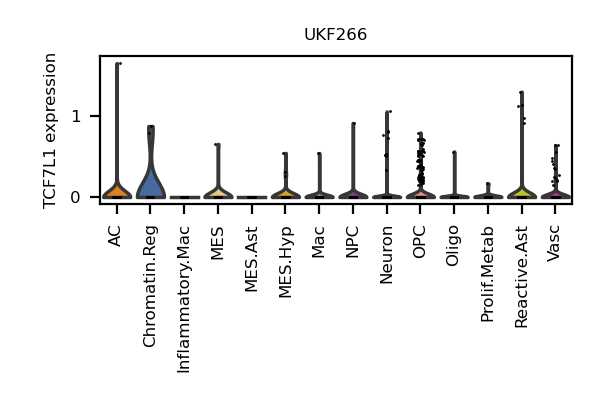 UKF266
TCF7L1 expression
1
0
AC
Chromatin.Reg
Inflammatory.Mac
MES
MES.Ast
MES.Hyp
Mac
NPC
Neuron
OPC
Oligo
Prolif.Metab
Reactive.Ast
Vasc